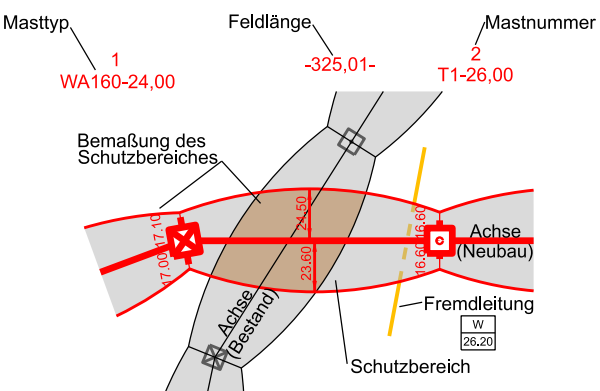 Masttyp
Feldlänge
Mastnummer
1
WA160-24,00
-325,01-
2
T1-26,00
Bemaßung des
Schutzbereiches
17.00
17.10
24.50
23.60
16.60
16.60
Achse
(Neubau)
Achse
(Bestand)
Fremdleitung
W
26.20
Schutzbereich